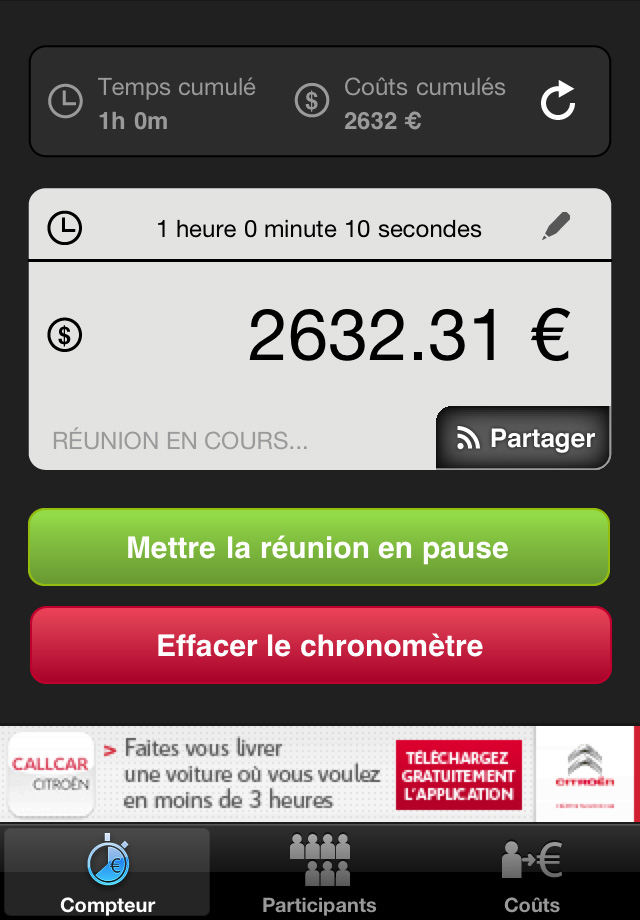 Temps cumulé
1h 0m
Coûts cumulés
2632 €
1 heure 0 minute 10 secondes
2632.31 €
RÉUNION EN COURS...
Partager
Mettre la réunion en pause
Effacer le chronomètre
CALLCAR
CITROËN
> Faites vous livrer
une voiture où vous voulez
en moins de 3 heures
TÉLÉCHARGEZ
GRATUITEMENT
L'APPLICATION
CITROËN
Compteur
Participants
Coûts